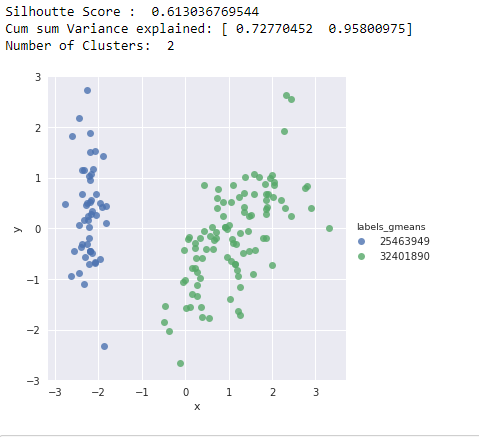 Silhoutte Score :  0.613036769544
Cum sum Variance explained: [ 0.72770452  0.95800975]
Number of Clusters:  2
3
2
1
0
−1
−2
−3
y
−3 −2 −1 0 1 2 3
x
labels_gmeans
25463949
32401890